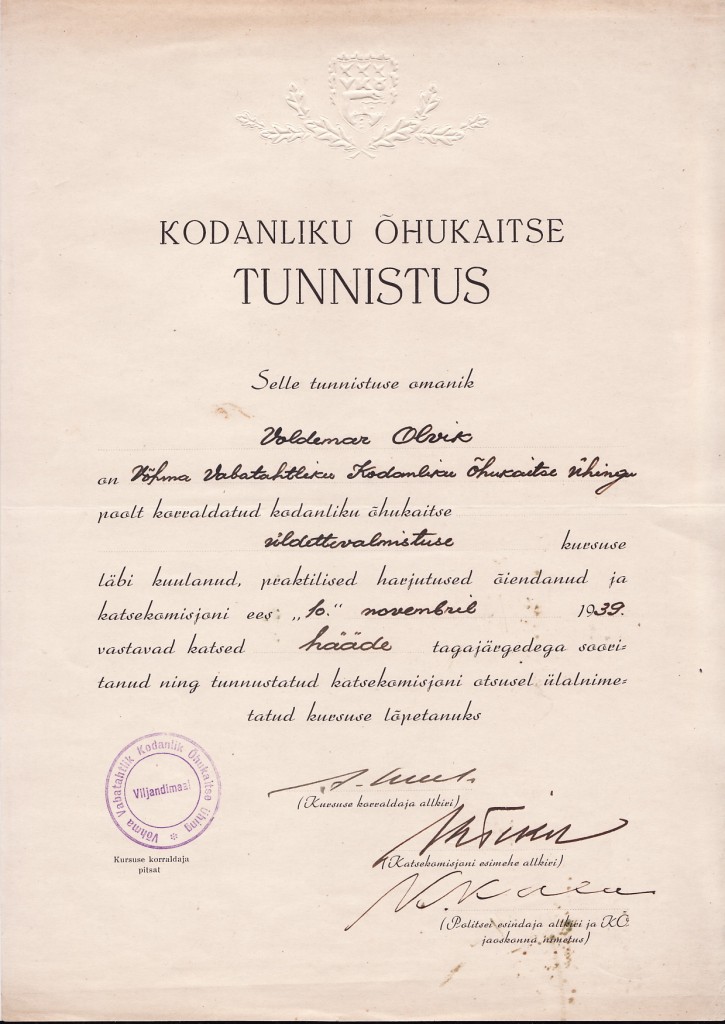 XXX
VKÕ
KODANLIKU ÕHUKAITSE
TUNNISTUS
Selle tunnistuse omanik
Voldemar Olvik
on Võhma Vabatahtliku Kodanliku Õhukaitse Ühingu
poolt korraldatud kodanliku õhukaitse
üldettevalmistuse kursuse
läbi kuulanud, praktilised harjutused õiendanud ja
katsekomisjoni ees „10.” novembril 1939.
vastavad katsed hääde tagajärgedega soori-
tanud ning tunnustatud katsekomisjoni otsusel ülalnime-
tatud kursuse lõpetanuks
Võhma Vabatahtlik Kodanlik Õhukaitse Ühing
Viljandimaal
Kursuse korraldaja
pitsat
(Kursuse korraldaja allkiri)
(Katsekomisjoni esimehe allkiri)
(Politsei esindaja allkiri ja KÕ.
jaoskonna nimetus)